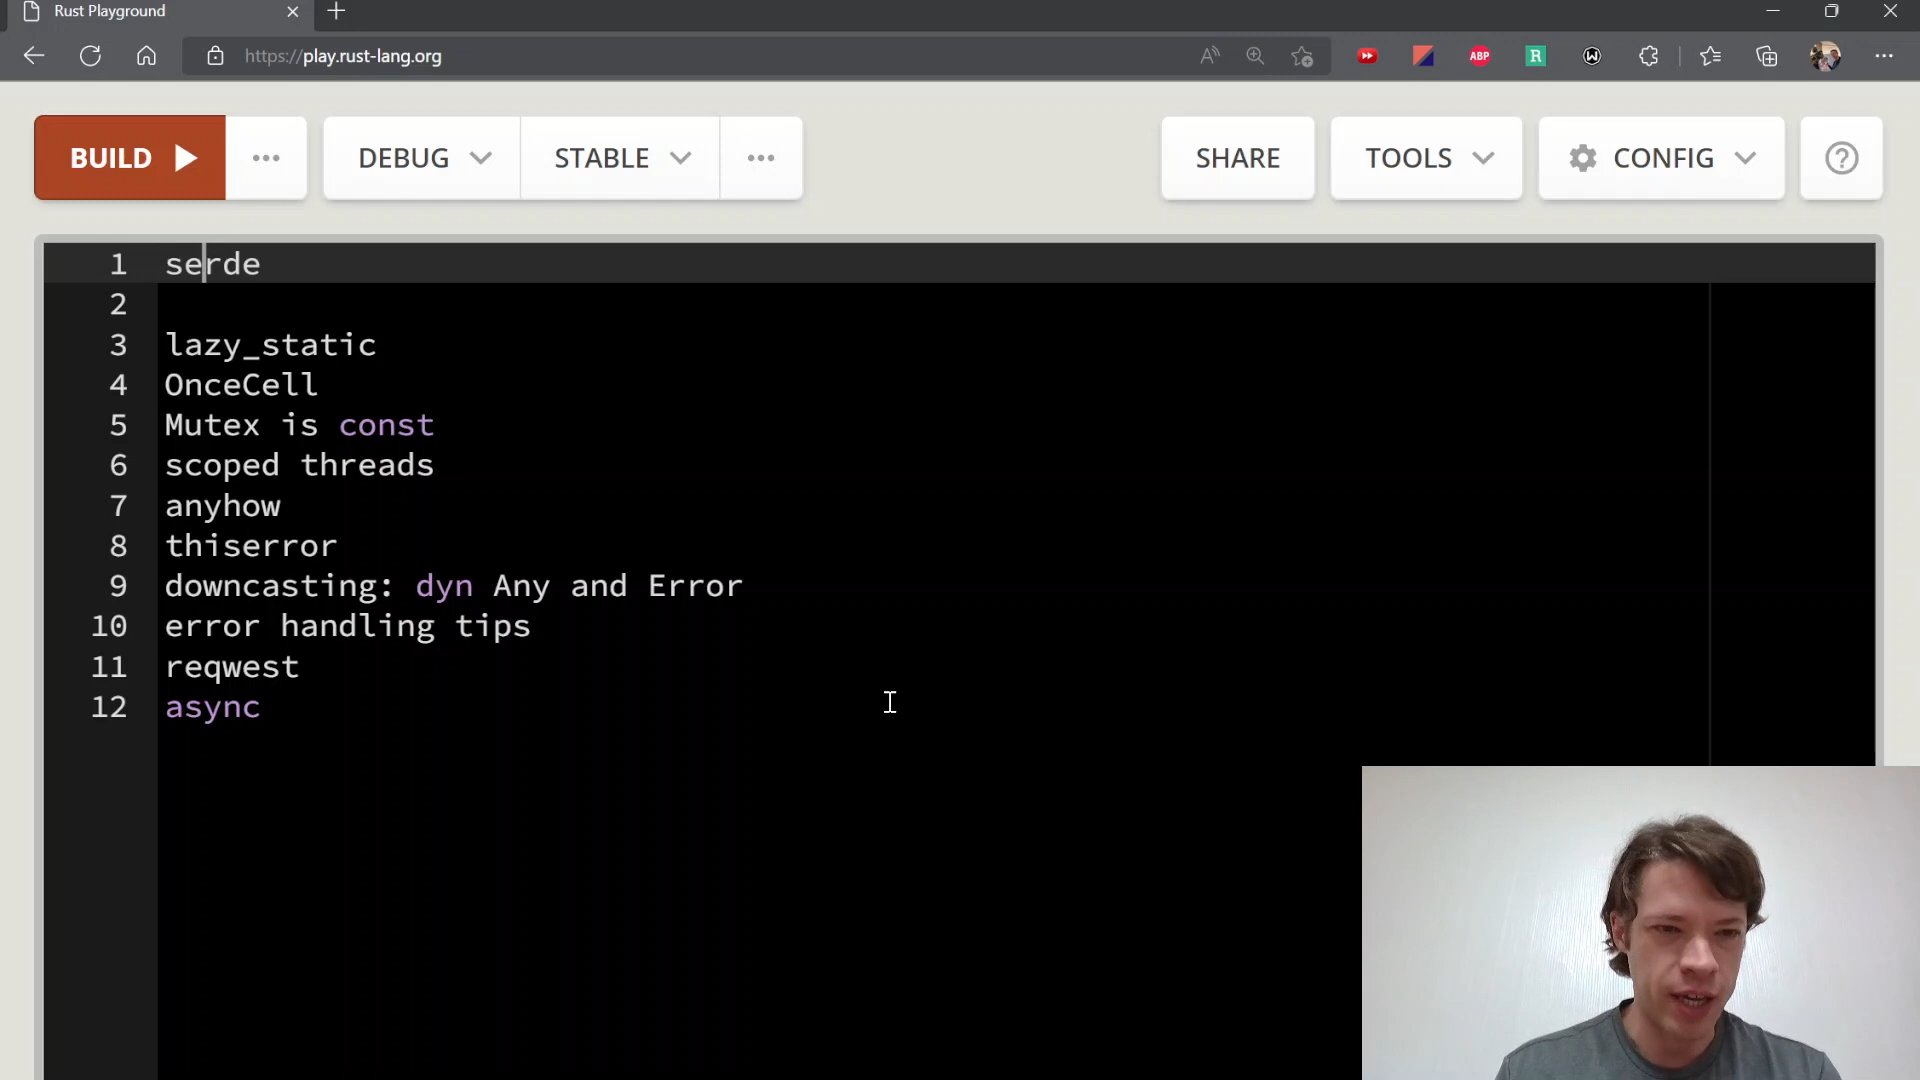 Rust Playground
https://play.rust-lang.org
ABP
R
BUILD
DEBUG
STABLE
SHARE
TOOLS
CONFIG
1 serde
2
3 lazy_static
4 OnceCell
5 Mutex is const
6 scoped threads
7 anyhow
8 thiserror
9 downcasting: dyn Any and Error
10 error handling tips
11 reqwest
12 async